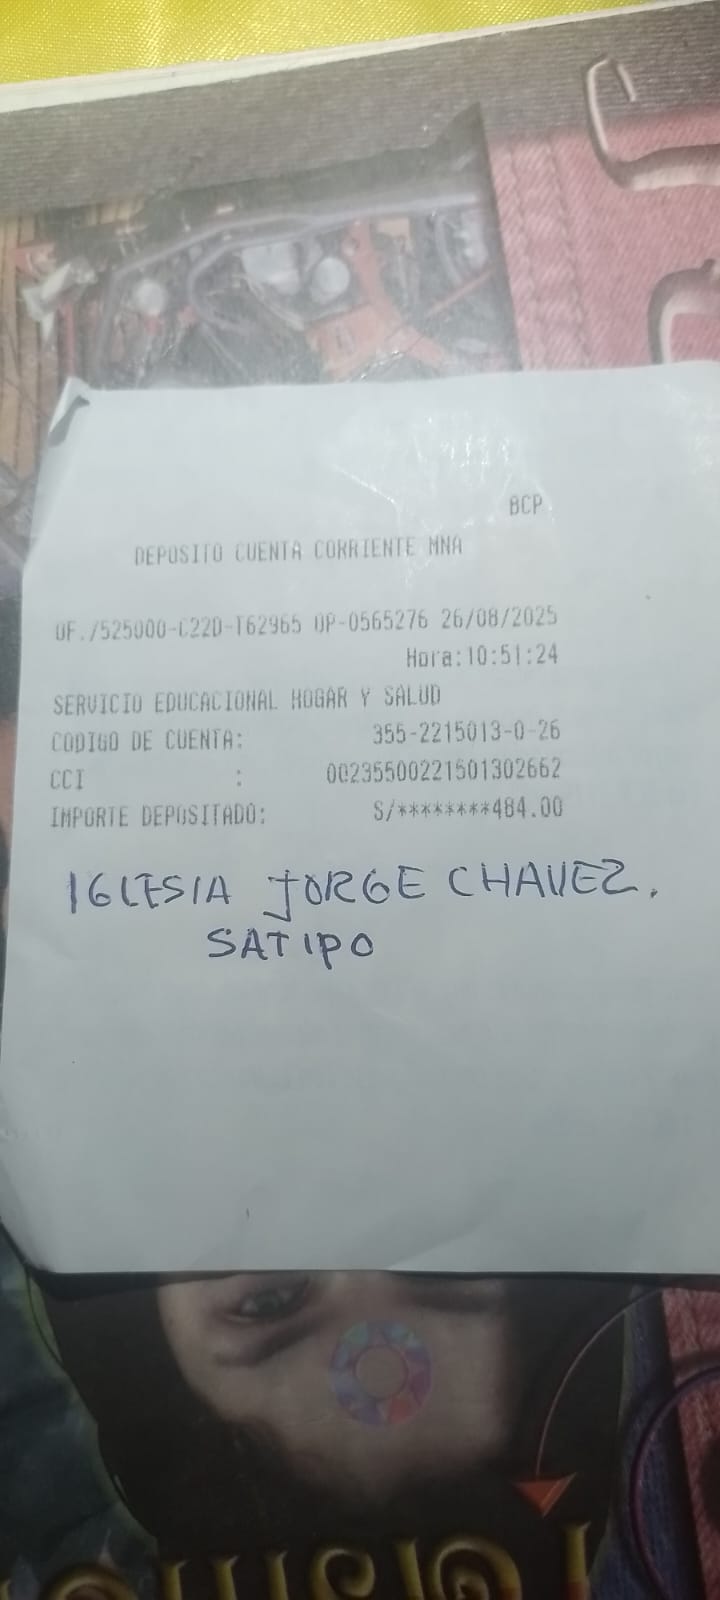 BCP
DEPOSITO CUENTA CORRIENTE MNA
OF./525000-C22D-T62965 OP-0565276 26/08/2025
Hora:10:51:24
SERVICIO EDUCACIONAL HOGAR Y SALUD
CODIGO DE CUENTA: 355-2215013-0-26
CCI : 00235500221501302662
IMPORTE DEPOSITADO: S/********484.00
IGLESIA JORGE CHAVEZ.
SATIPO